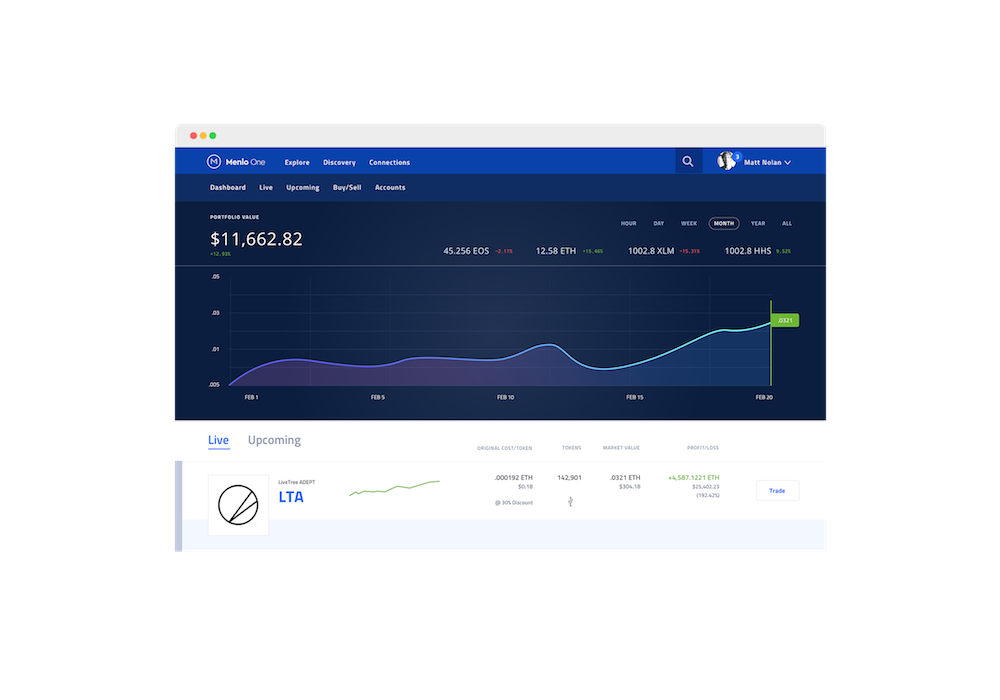 Menlo One
Explore
Discovery
Connections
3
Matt Nolan
Dashboard
Live
Upcoming
Buy/Sell
Accounts
PORTFOLIO VALUE
$11,662.82
+12.93%
HOUR
DAY
WEEK
MONTH
YEAR
ALL
45.256 EOS -2.17%
12.58 ETH +15.46%
1002.8 XLM -15.31%
1002.8 HHS 9.52%
.05
.03
.01
.005
.0321
FEB 1
FEB 5
FEB 10
FEB 15
FEB 20
Live
Upcoming
ORIGINAL COST/TOKEN
TOKENS
MARKET VALUE
PROFIT/LOSS
LiveTree ADEPT
LTA
.000192 ETH
$0.18
@ 30% Discount
142,901
.0321 ETH
$304.18
+4,587.1221 ETH
$25,402.23
(192.42%)
Trade